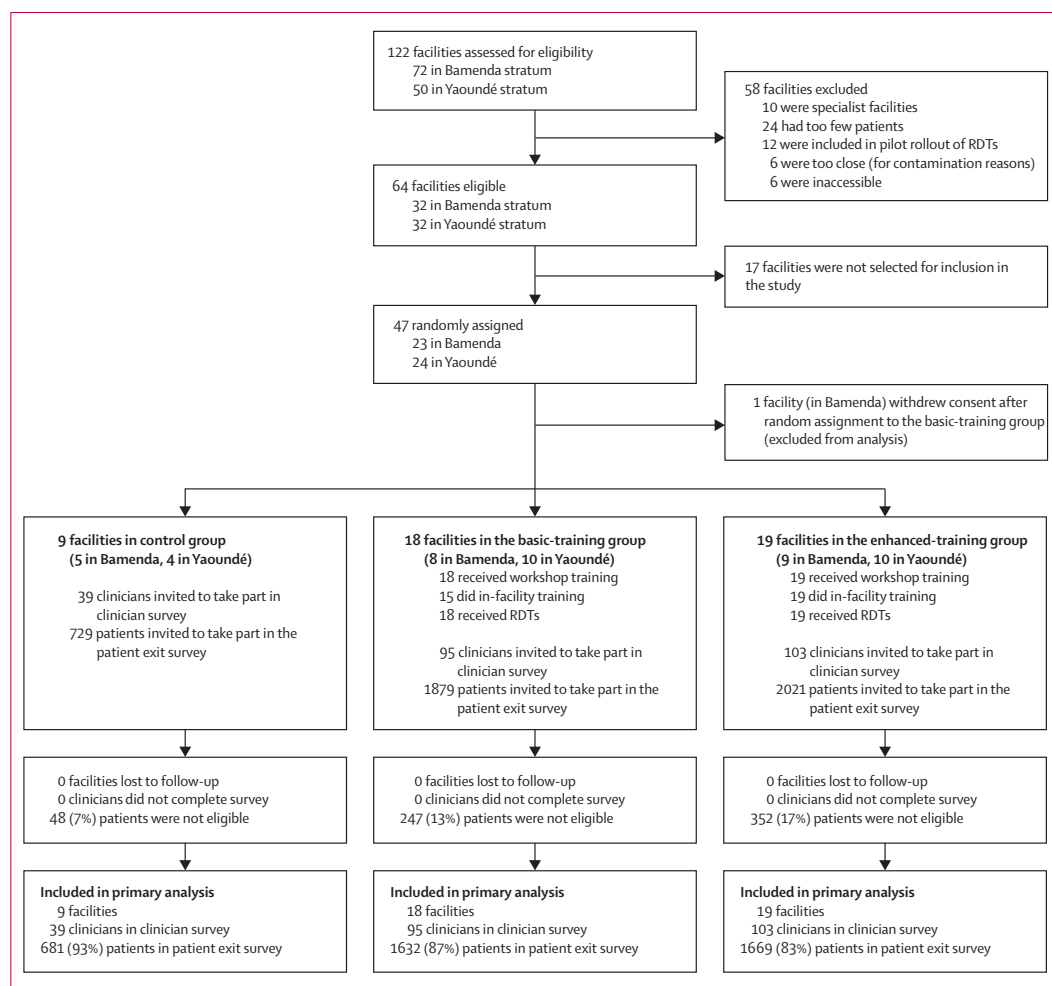 122 facilities assessed for eligibility
72 in Bamenda stratum
50 in Yaoundé stratum
58 facilities excluded
10 were specialist facilities
24 had too few patients
12 were included in pilot rollout of RDTs
6 were too close (for contamination reasons)
6 were inaccessible
64 facilities eligible
32 in Bamenda stratum
32 in Yaoundé stratum
17 facilities were not selected for inclusion in
the study
47 randomly assigned
23 in Bamenda
24 in Yaoundé
1 facility (in Bamenda) withdrew consent after
random assignment to the basic-training group
(excluded from analysis)
9 facilities in control group
(5 in Bamenda, 4 in Yaoundé)
39 clinicians invited to take part in
clinician survey
729 patients invited to take part in the
patient exit survey
18 facilities in the basic-training group
(8 in Bamenda, 10 in Yaoundé)
18 received workshop training
15 did in-facility training
18 received RDTs
95 clinicians invited to take part in
clinician survey
1879 patients invited to take part in the
patient exit survey
19 facilities in the enhanced-training group
(9 in Bamenda, 10 in Yaoundé)
19 received workshop training
19 did in-facility training
19 received RDTs
103 clinicians invited to take part in
clinician survey
2021 patients invited to take part in the
patient exit survey
0 facilities lost to follow-up
0 clinicians did not complete survey
48 (7%) patients were not eligible
0 facilities lost to follow-up
0 clinicians did not complete survey
247 (13%) patients were not eligible
0 facilities lost to follow-up
0 clinicians did not complete survey
352 (17%) patients were not eligible
Included in primary analysis
9 facilities
39 clinicians in clinician survey
681 (93%) patients in patient exit survey
Included in primary analysis
18 facilities
95 clinicians in clinician survey
1632 (87%) patients in patient exit survey
Included in primary analysis
19 facilities
103 clinicians in clinician survey
1669 (83%) patients in patient exit survey